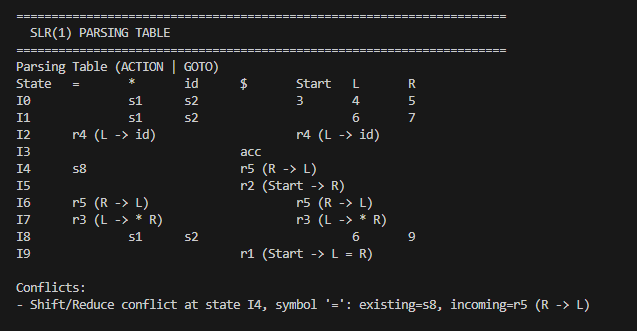 ======================================================================
SLR(1) PARSING TABLE
======================================================================
Parsing Table (ACTION | GOTO)
State  =       *       id      $       Start   L       R
I0             s1      s2              3       4       5
I1             s1      s2                      6       7
I2     r4 (L -> id)                    r4 (L -> id)
I3                             acc
I4     s8                      r5 (R -> L)
I5                             r2 (Start -> R)
I6     r5 (R -> L)                     r5 (R -> L)
I7     r3 (L -> * R)                   r3 (L -> * R)
I8             s1      s2                      6       9
I9                             r1 (Start -> L = R)
Conflicts:
- Shift/Reduce conflict at state I4, symbol '=': existing=s8, incoming=r5 (R -> L)